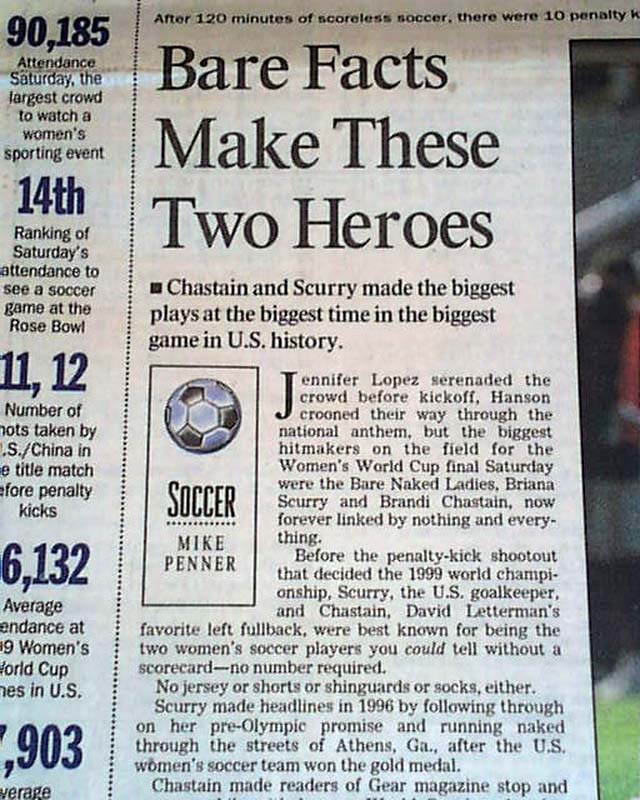 90,185
Attendance
Saturday, the
largest crowd
to watch a
women's
sporting event
14th
Ranking of
Saturday's
attendance to
see a soccer
game at the
Rose Bowl
11, 12
Number of
taken by
in
title match
penalty
kicks
6,132
Average
at
Women's
Cup
in U.S.
,903
After 120 minutes of scoreless soccer, there were 10 penalty
Bare Facts
Make These
Two Heroes
■ Chastain and Scurry made the biggest
plays at the biggest time in the biggest
game in U.S. history.
SOCCER
MIKE
PENNER
Jennifer Lopez serenaded the
crowd before kickoff, Hanson
crooned their way through the
national anthem, but the biggest
hitmakers on the field for the
Women's World Cup final Saturday
were the Bare Naked Ladies, Briana
Scurry and Brandi Chastain, now
forever linked by nothing and every-
thing.
Before the penalty-kick shootout
that decided the 1999 world champi-
onship, Scurry, the U.S. goalkeeper,
and Chastain, David Letterman's
favorite left fullback, were best known for being the
two women's soccer players you could tell without a
scorecard—no number required.
No jersey or shorts or shinguards or socks, either.
Scurry made headlines in 1996 by following through
on her pre-Olympic promise and running naked
through the streets of Athens, Ga., after the U.S.
women's soccer team won the gold medal.
Chastain made readers of Gear magazine stop and